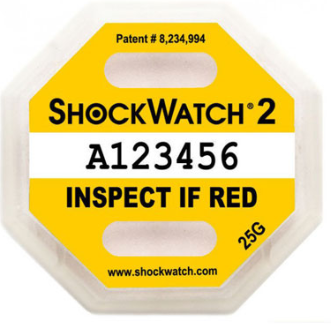 Patent # 8,234,994
SHOCKWATCH® 2
A123456
INSPECT IF RED
25G
www.shockwatch.com